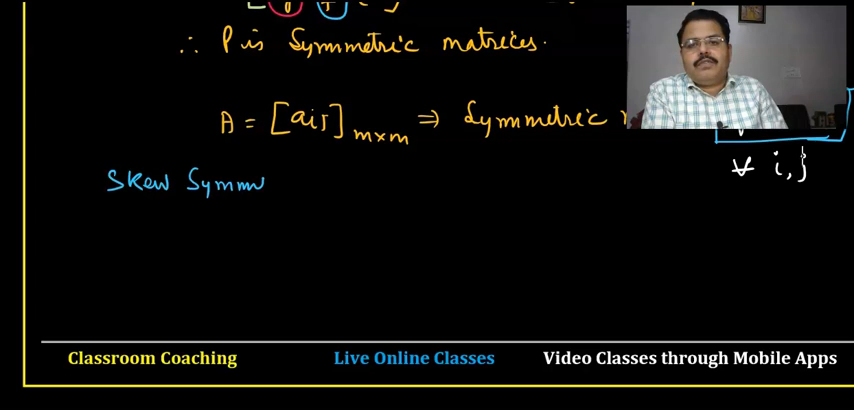 ∴ P is Symmetric matrices.
A = [aij]m×m ⇒ Symmetric
∀ i,j
Skew Symm
Classroom Coaching Live Online Classes Video Classes through Mobile Apps